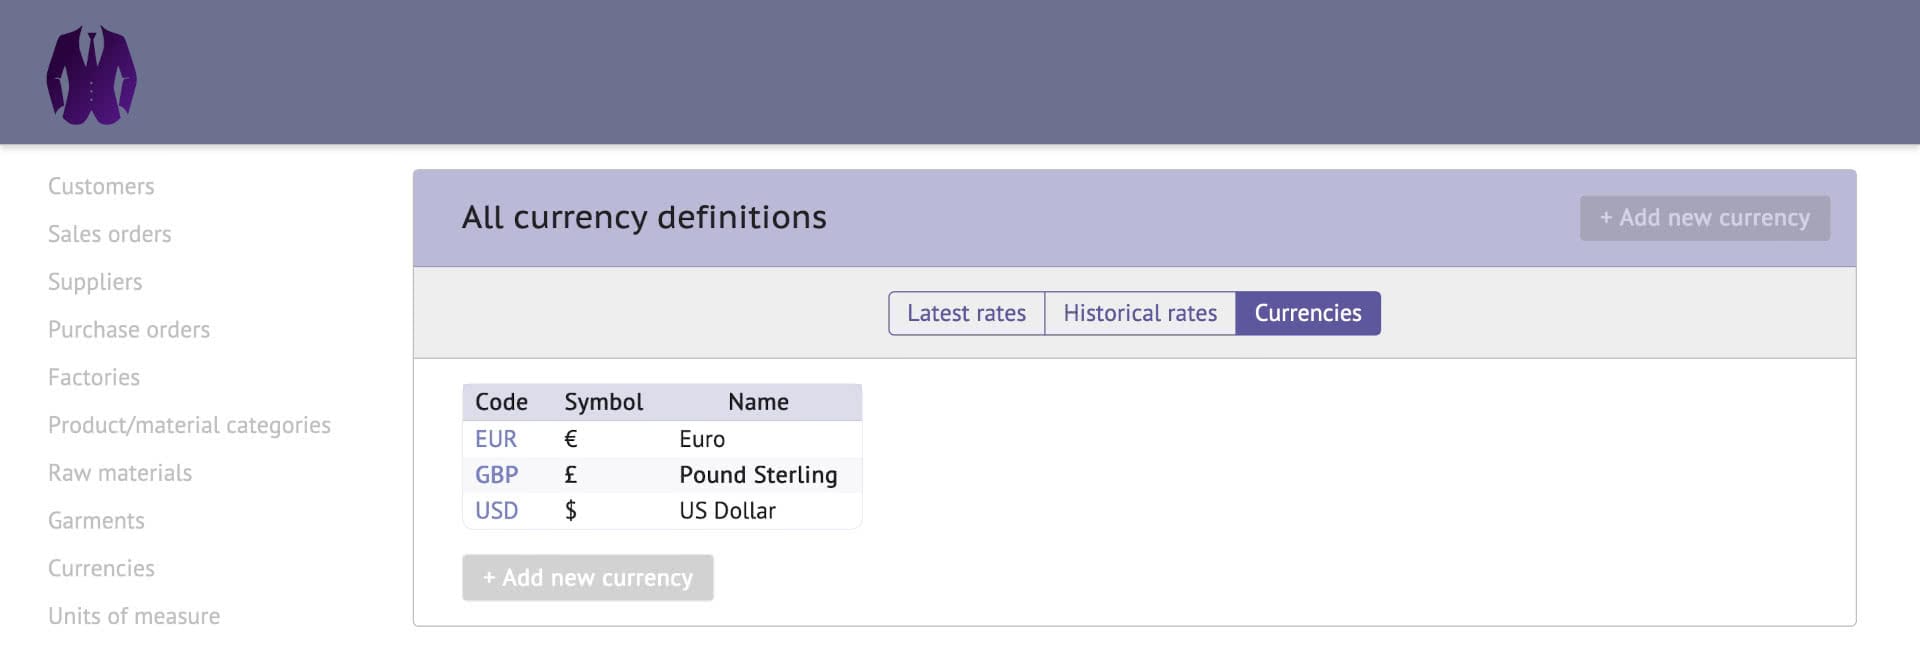 Customers
Sales orders
Suppliers
Purchase orders
Factories
Product/material categories
Raw materials
Garments
Currencies
Units of measure
All currency definitions
+ Add new currency
Latest rates Historical rates Currencies
Code Symbol Name
EUR € Euro
GBP £ Pound Sterling
USD $ US Dollar
+ Add new currency